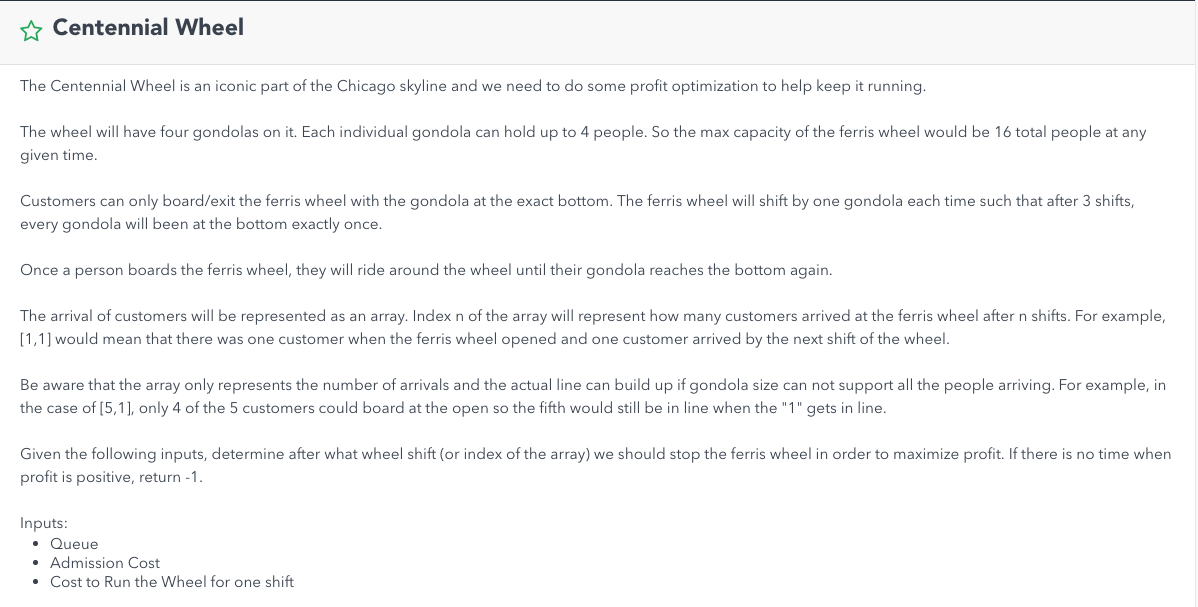 Centennial Wheel
The Centennial Wheel is an iconic part of the Chicago skyline and we need to do some profit optimization to help keep it running.
The wheel will have four gondolas on it. Each individual gondola can hold up to 4 people. So the max capacity of the ferris wheel would be 16 total people at any
given time.
Customers can only board/exit the ferris wheel with the gondola at the exact bottom. The ferris wheel will shift by one gondola each time such that after 3 shifts,
every gondola will been at the bottom exactly once.
Once a person boards the ferris wheel, they will ride around the wheel until their gondola reaches the bottom again.
The arrival of customers will be represented as an array. Index n of the array will represent how many customers arrived at the ferris wheel after n shifts. For example,
[1,1] would mean that there was one customer when the ferris wheel opened and one customer arrived by the next shift of the wheel.
Be aware that the array only represents the number of arrivals and the actual line can build up if gondola size can not support all the people arriving. For example, in
the case of [5,1], only 4 of the 5 customers could board at the open so the fifth would still be in line when the "1" gets in line.
Given the following inputs, determine after what wheel shift (or index of the array) we should stop the ferris wheel in order to maximize profit. If there is no time when
profit is positive, return -1.
Inputs:
• Queue
• Admission Cost
• Cost to Run the Wheel for one shift